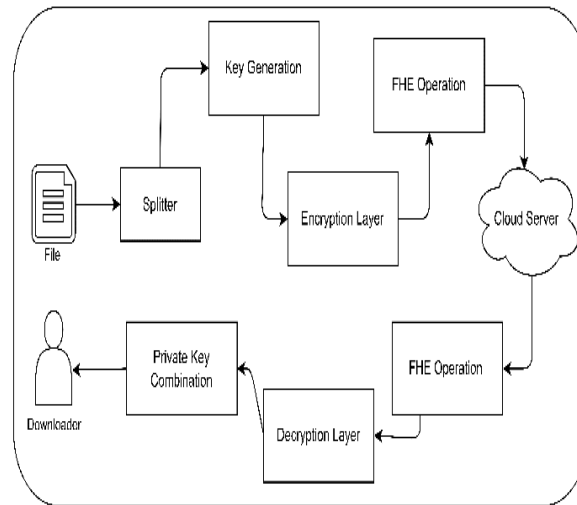 Key Generation
FHE Operation
File
Splitter
Encryption Layer
Cloud Server
Downloader
Private Key
Combination
Decryption Layer
FHE Operation